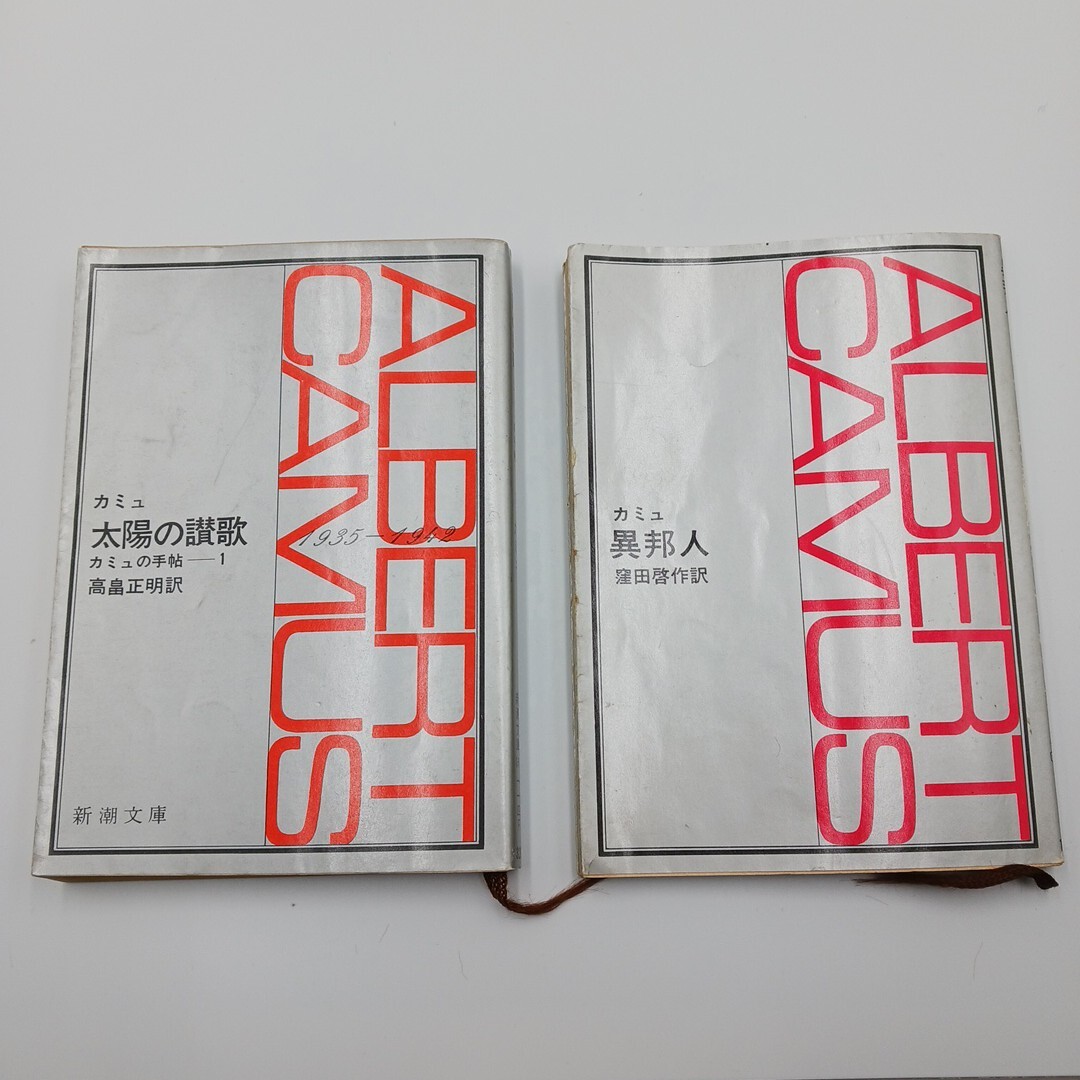 ALBERT
CAMUS
カミュ
太陽の讃歌
カミュの手帖——1
高畠正明訳
1935-1942
新潮文庫
ALBERT
CAMUS
カミュ
異邦人
窪田啓作訳